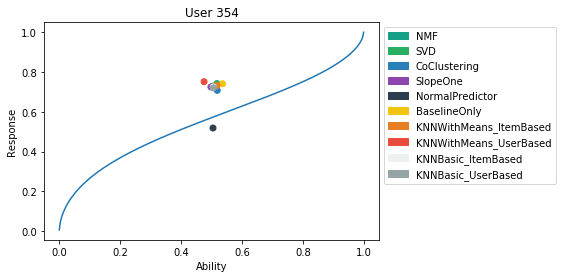 User 354
1.0
0.8
0.6
0.4
0.2
0.0
Response
0.0 0.2 0.4 0.6 0.8 1.0
Ability
NMF
SVD
CoClustering
SlopeOne
NormalPredictor
BaselineOnly
KNNWithMeans_ItemBased
KNNWithMeans_UserBased
KNNBasic_ItemBased
KNNBasic_UserBased